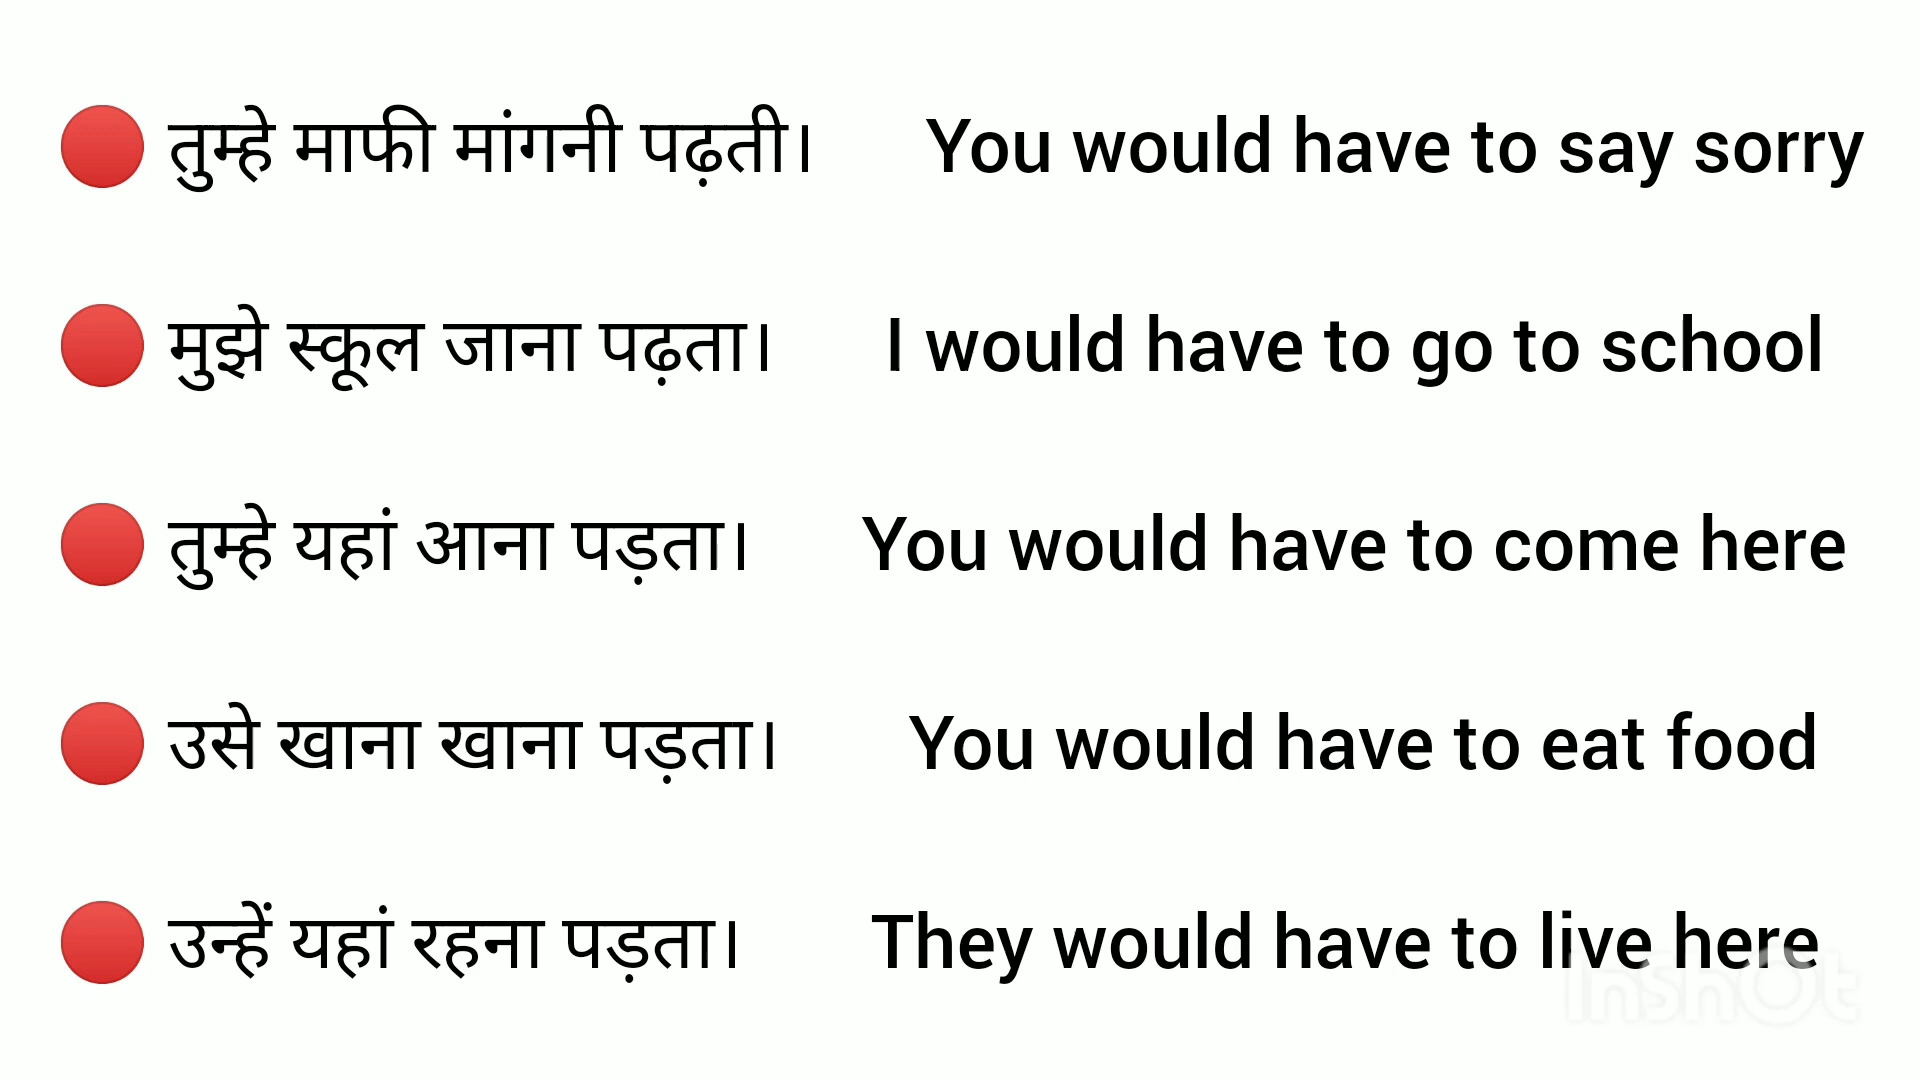 🔴 तुम्हे माफी मांगनी पढ़ती। You would have to say sorry
🔴 मुझे स्कूल जाना पढ़ता। I would have to go to school
🔴 तुम्हे यहां आना पड़ता। You would have to come here
🔴 उसे खाना खाना पड़ता। You would have to eat food
🔴 उन्हें यहां रहना पड़ता। They would have to live here
InShOt